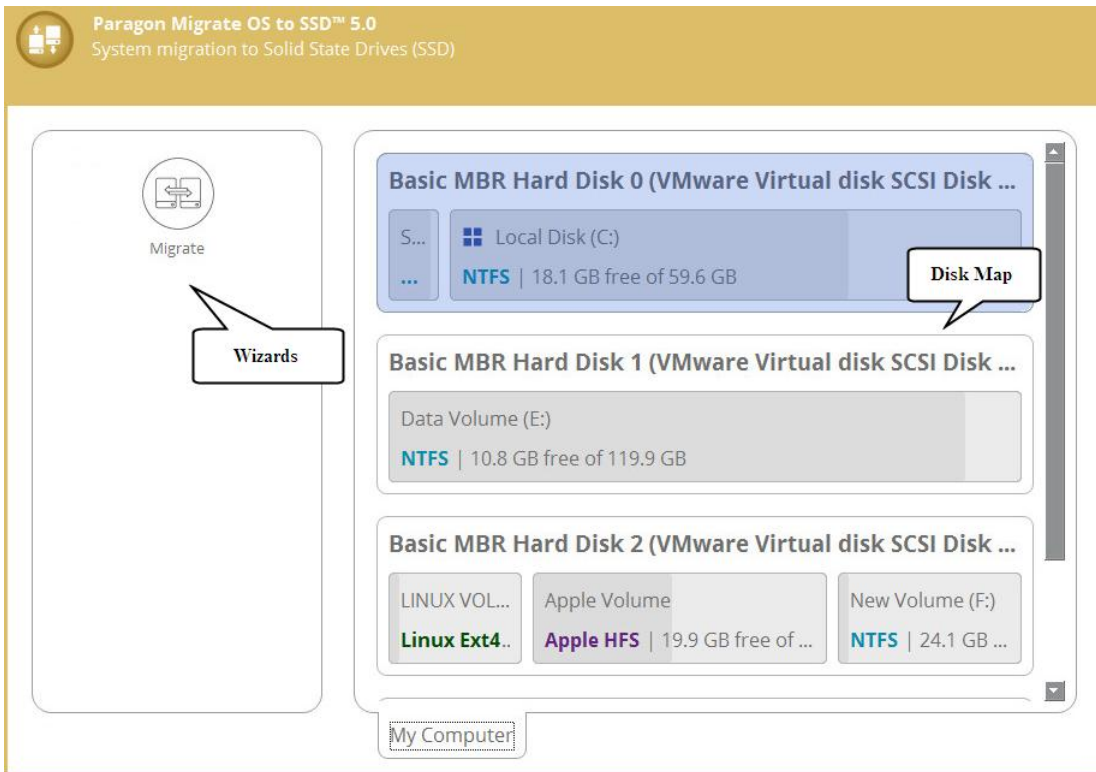 Paragon Migrate OS to SSD™ 5.0
System migration to Solid State Drives (SSD)
Migrate
Wizards
Basic MBR Hard Disk 0 (VMware Virtual disk SCSI Disk ...
S...
...
Local Disk (C:)
NTFS | 18.1 GB free of 59.6 GB
Disk Map
Basic MBR Hard Disk 1 (VMware Virtual disk SCSI Disk ...
Data Volume (E:)
NTFS | 10.8 GB free of 119.9 GB
Basic MBR Hard Disk 2 (VMware Virtual disk SCSI Disk ...
LINUX VOL...
Linux Ext4..
Apple Volume
Apple HFS | 19.9 GB free of ...
New Volume (F:)
NTFS | 24.1 GB ...
My Computer